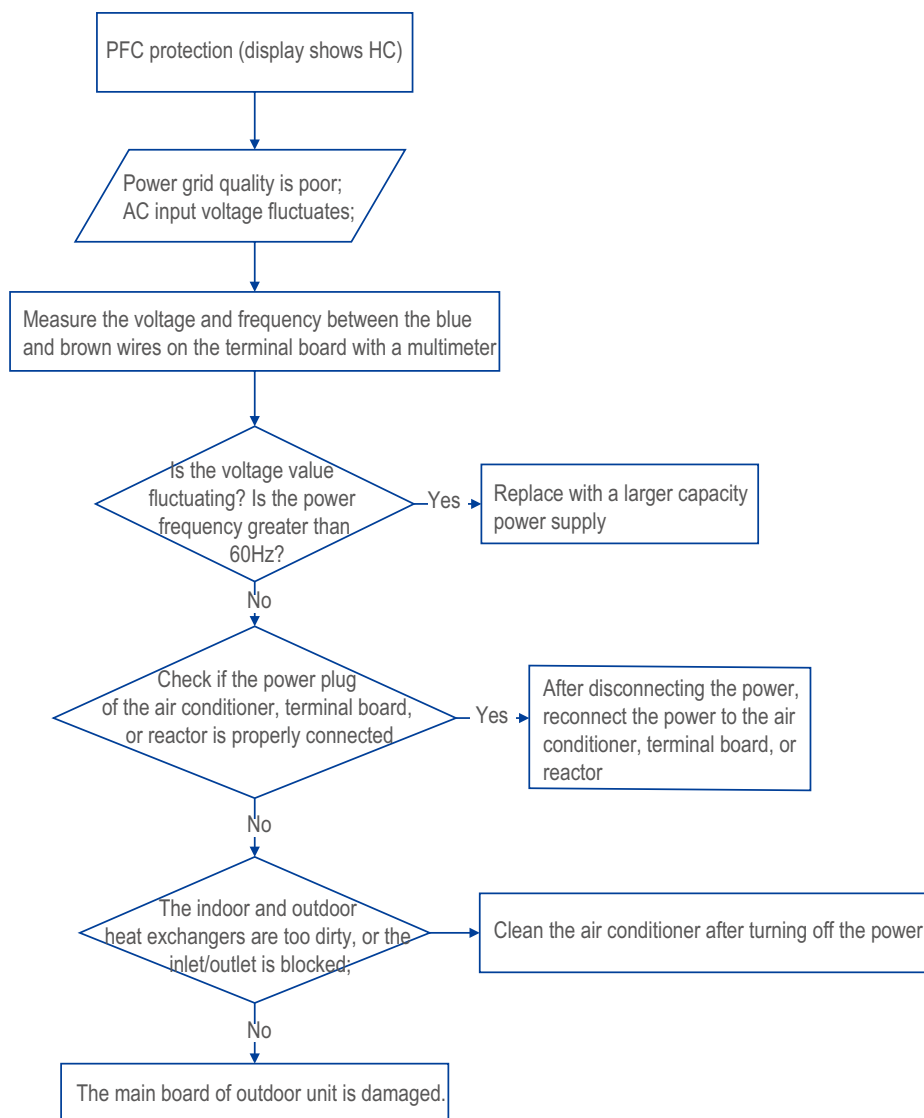 PFC protection (display shows HC)
Power grid quality is poor;
AC input voltage fluctuates;
Measure the voltage and frequency between the blue
and brown wires on the terminal board with a multimeter
Is the voltage value
fluctuating? Is the power
frequency greater than
60Hz?
Yes
Replace with a larger capacity
power supply
No
Check if the power plug
of the air conditioner, terminal board,
or reactor is properly connected
Yes
After disconnecting the power,
reconnect the power to the air
conditioner, terminal board, or
reactor
No
The indoor and outdoor
heat exchangers are too dirty, or the
inlet/outlet is blocked;
Clean the air conditioner after turning off the power
No
The main board of outdoor unit is damaged.